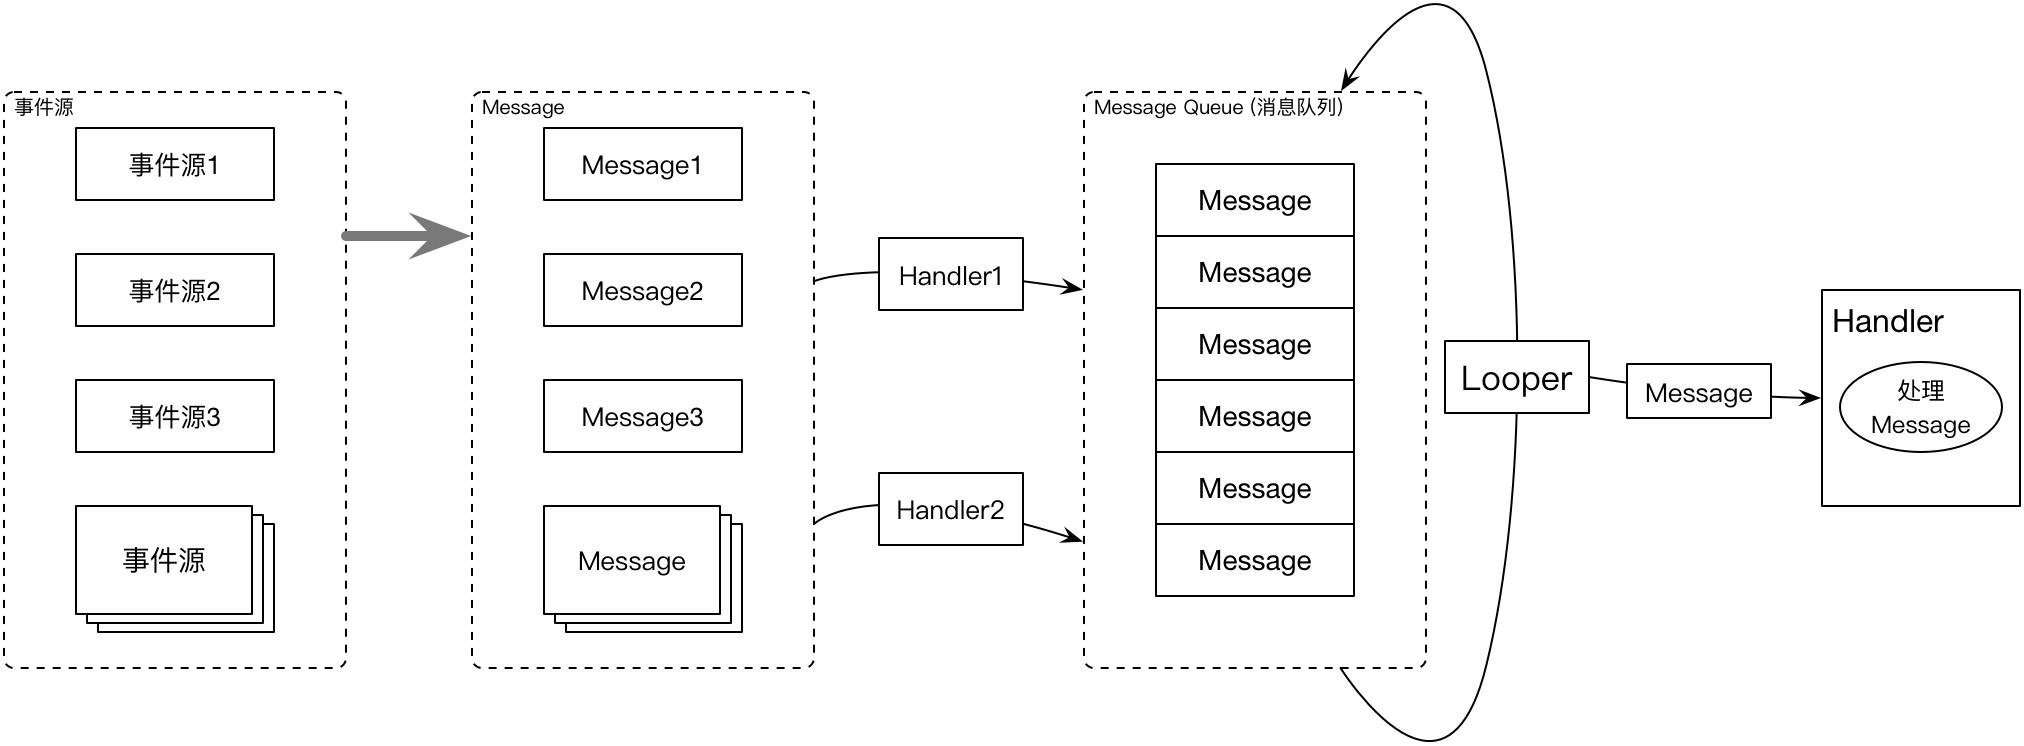 事件源
事件源1
事件源2
事件源3
事件源
Message
Message1
Message2
Message3
Message
Handler1
Handler2
Message Queue (消息队列)
Message
Message
Message
Message
Message
Message
Looper
Message
Handler
处理
Message